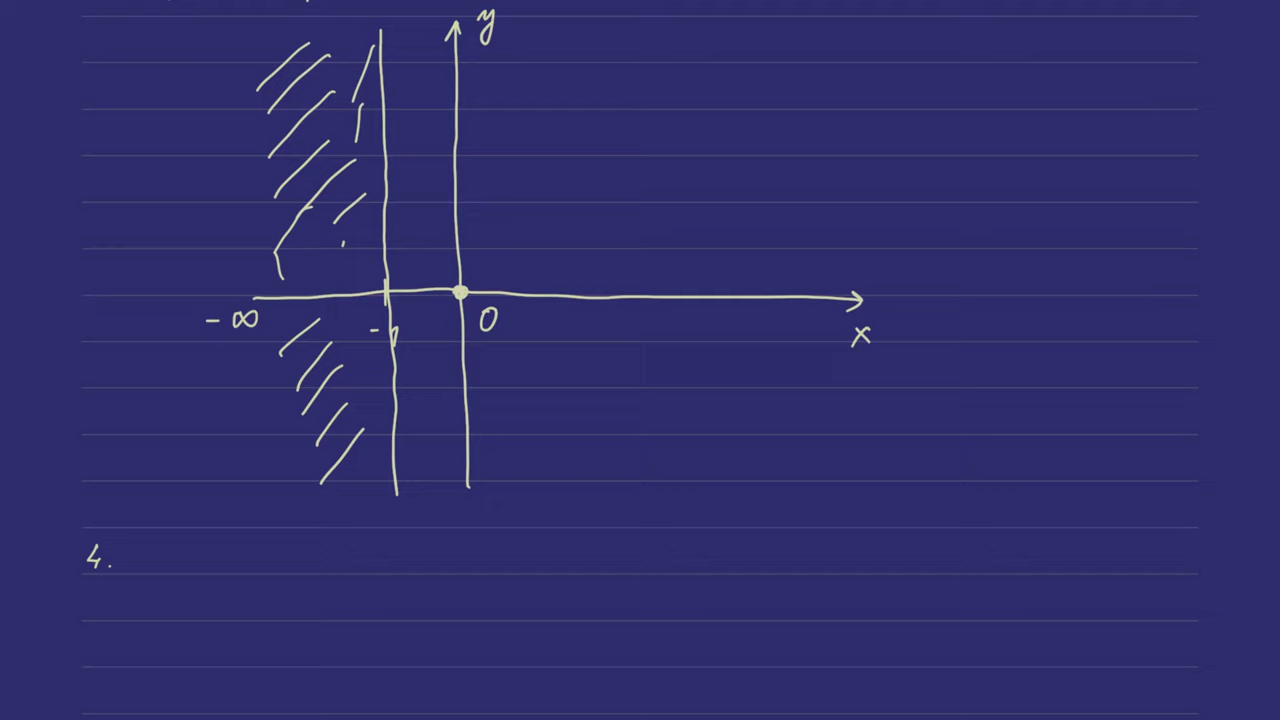 y
- ∞
- 1
0
x
4.